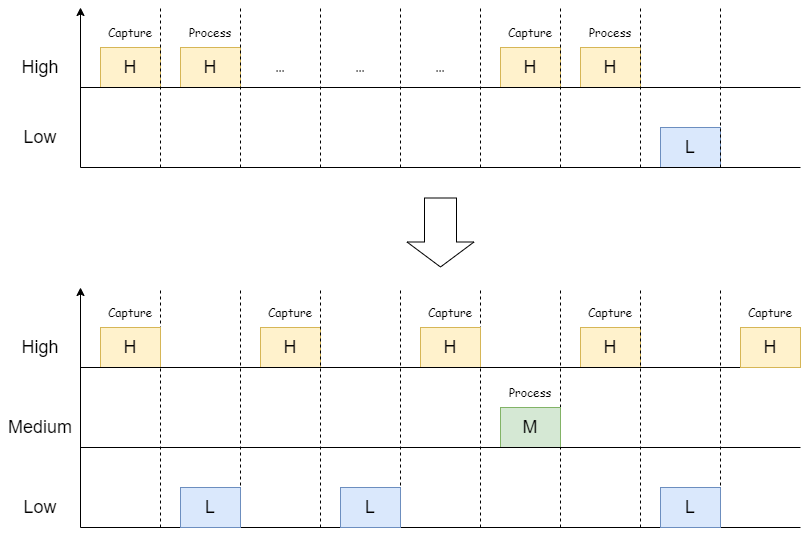 Capture Process Capture Process
High H H ... ... ... H H
Low L
Capture Capture Capture Capture Capture
High H H H H H
Process
Medium M
Low L L L